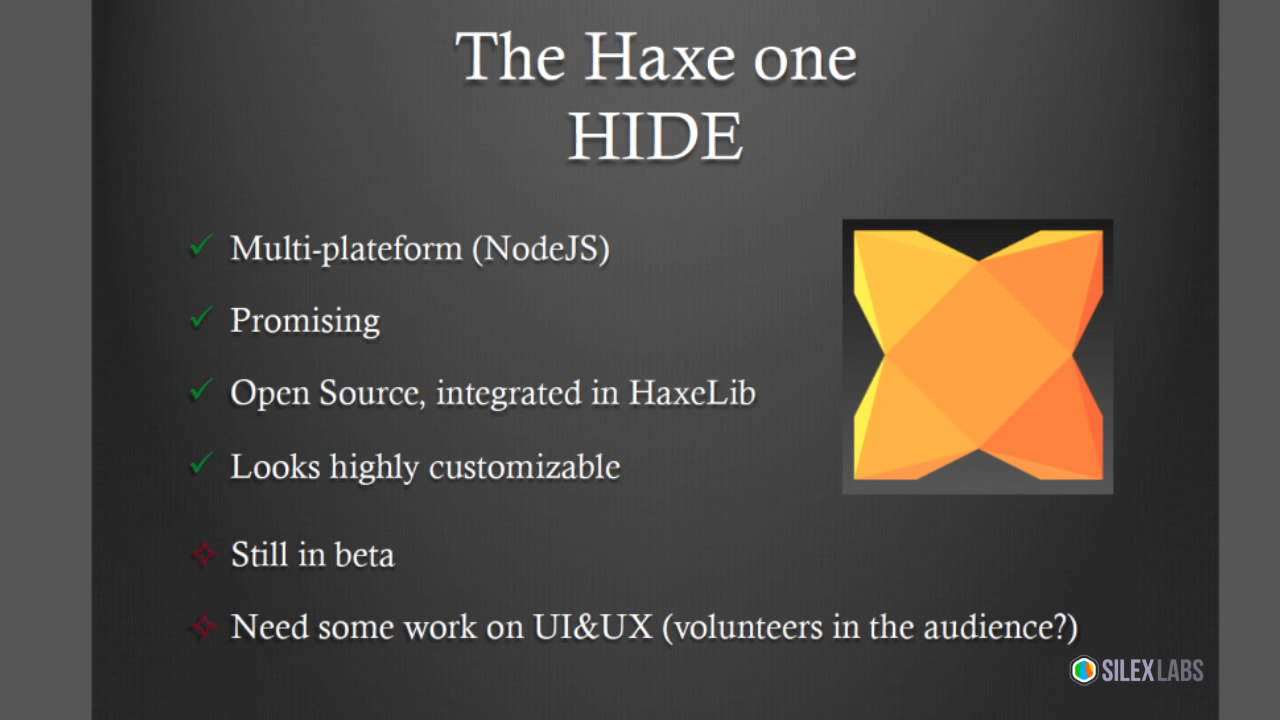 The Haxe one
HIDE
Multi-plateform (NodeJS)
Promising
Open Source, integrated in HaxeLib
Looks highly customizable
Still in beta
Need some work on UI&UX (volunteers in the audience?)
SILEX LABS